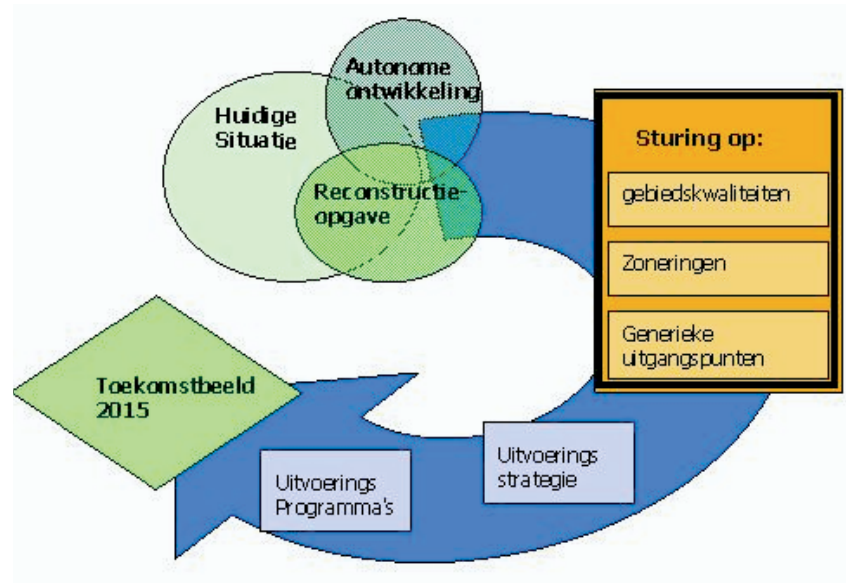 Autonome
ontwikkeling
Huidige
Situatie
Reconstructie-
opgave
Sturing op:
gebiedskwaliteiten
Zoneringen
Generieke
uitgangspunten
Toekomstbeeld
2015
Uitvoerings
strategie
Uitvoerings
Programma's